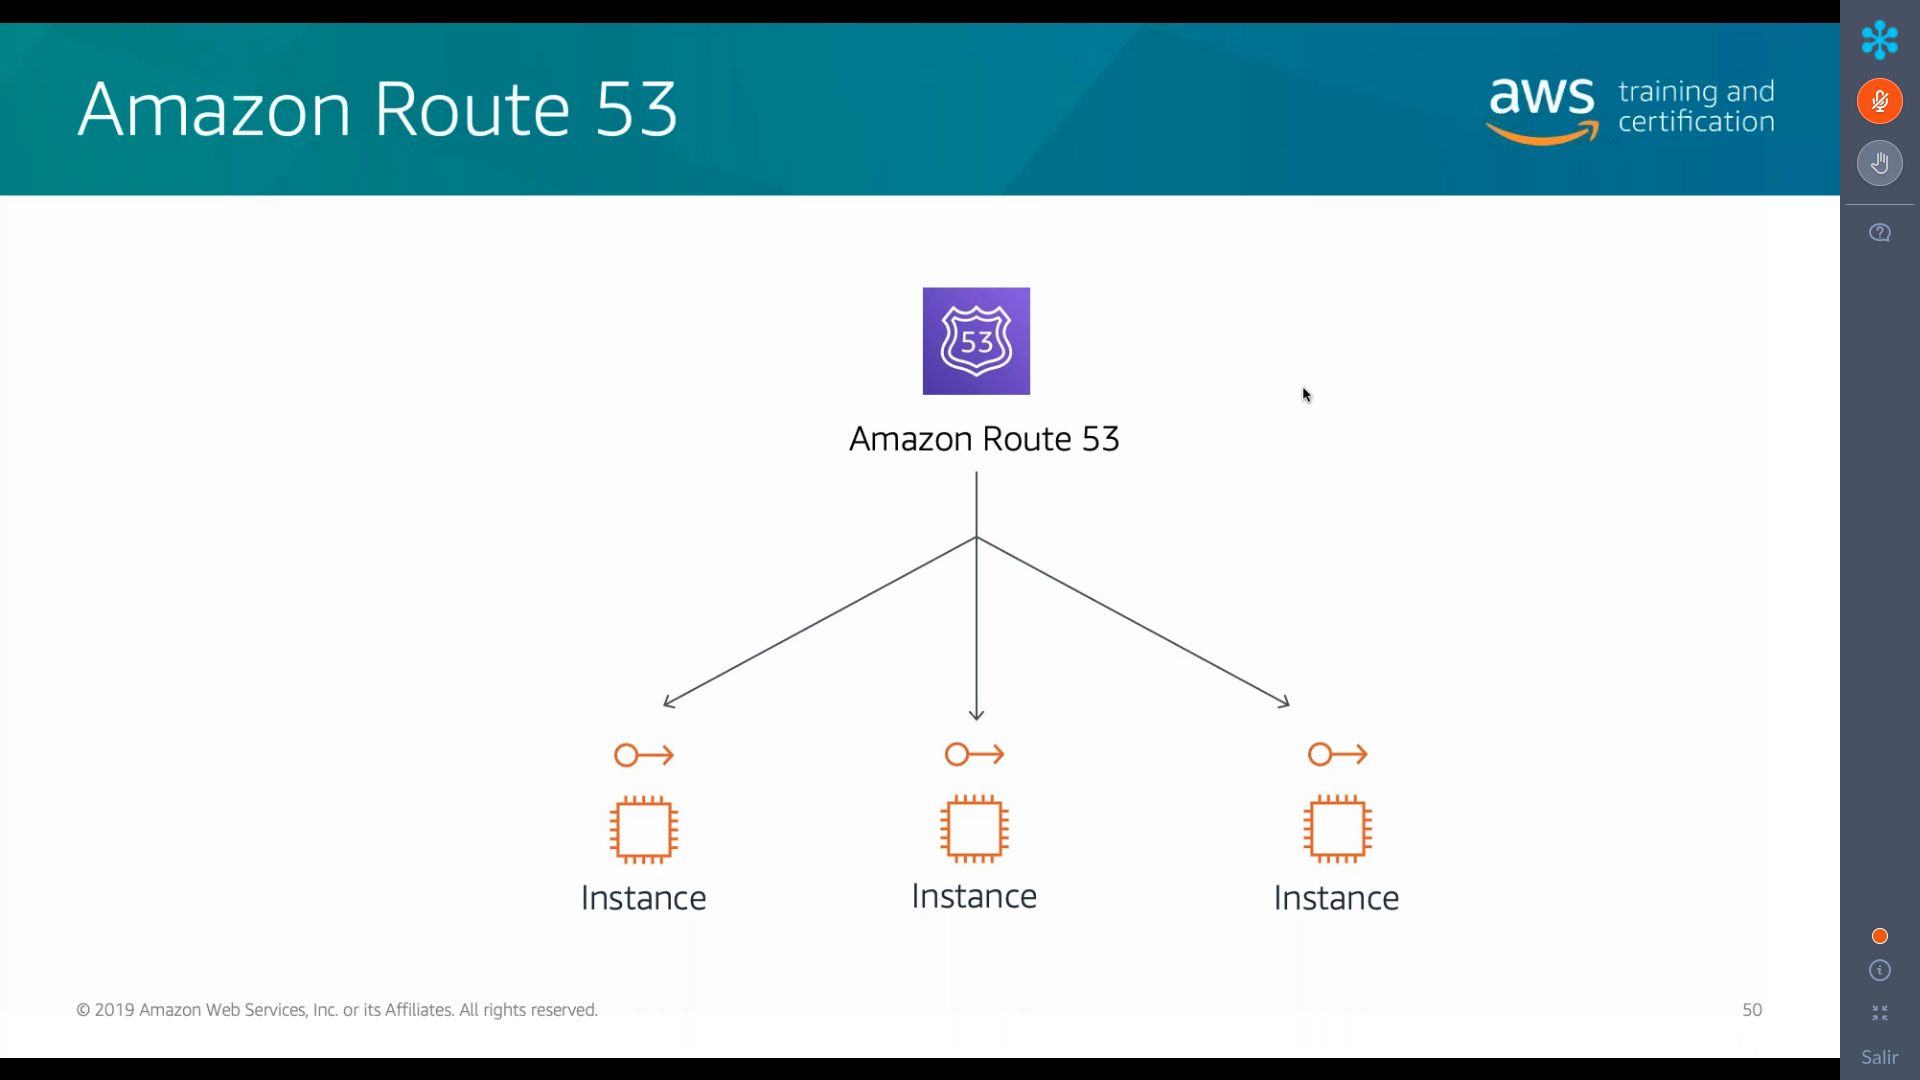 Amazon Route 53
aws training and
certification
53
Amazon Route 53
Instance
Instance
Instance
© 2019 Amazon Web Services, Inc. or its Affiliates. All rights reserved.
50
Salir